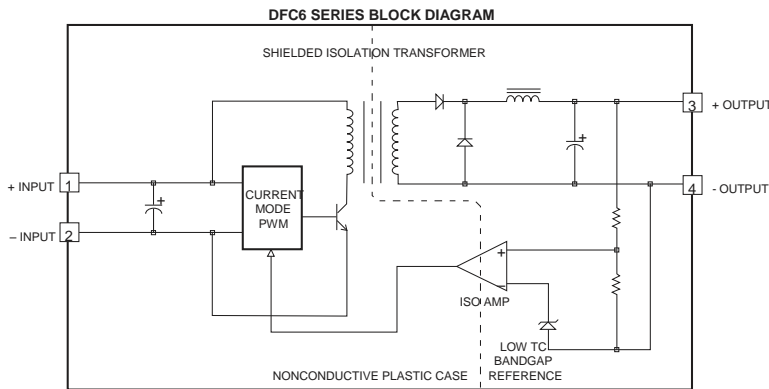 DFC6 SERIES BLOCK DIAGRAM
SHIELDED ISOLATION TRANSFORMER
3
+ OUTPUT
+ INPUT
1
4
- OUTPUT
CURRENT
MODE
PWM
+
+
– INPUT
2
+
–
ISO AMP
LOW TC
BANDGAP
REFERENCE
NONCONDUCTIVE PLASTIC CASE